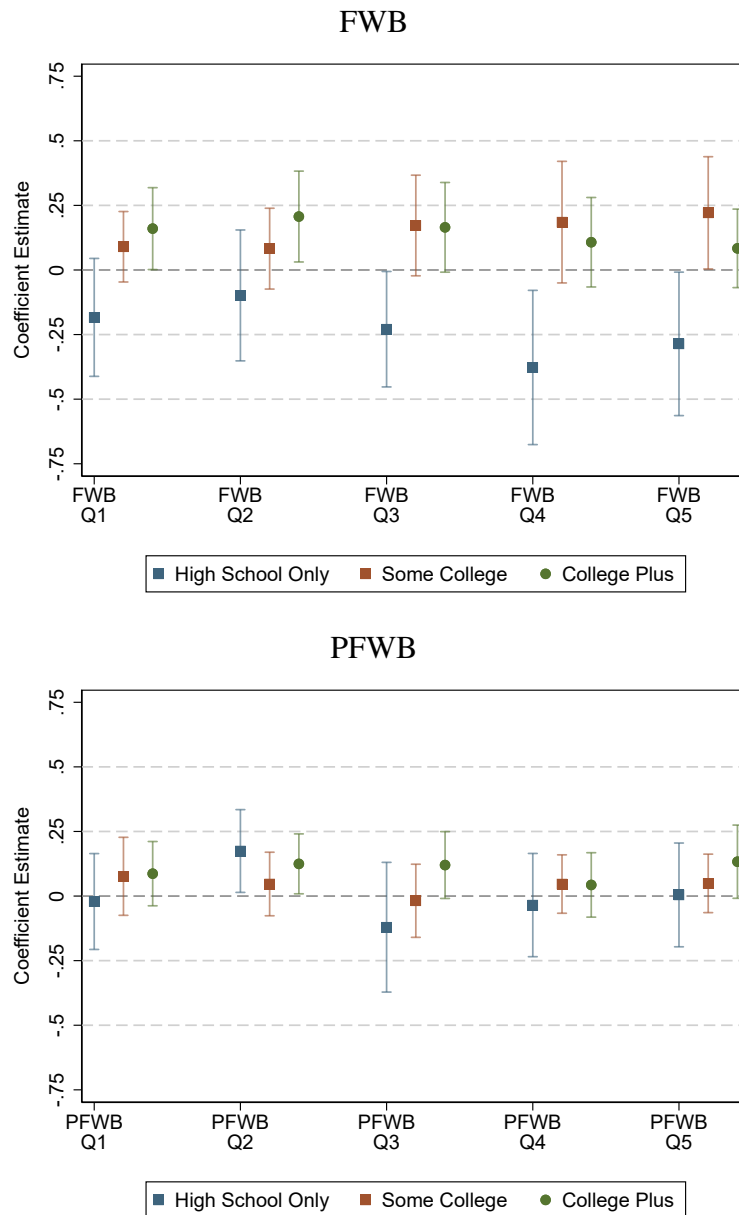 FWB
Coefficient Estimate
.75
.5
.25
0
-.25
-.5
-.75
FWB FWB FWB FWB FWB
Q1 Q2 Q3 Q4 Q5
High School Only Some College College Plus
PFWB
Coefficient Estimate
.75
.5
.25
0
-.25
-.5
-.75
PFWB PFWB PFWB PFWB PFWB
Q1 Q2 Q3 Q4 Q5
High School Only Some College College Plus